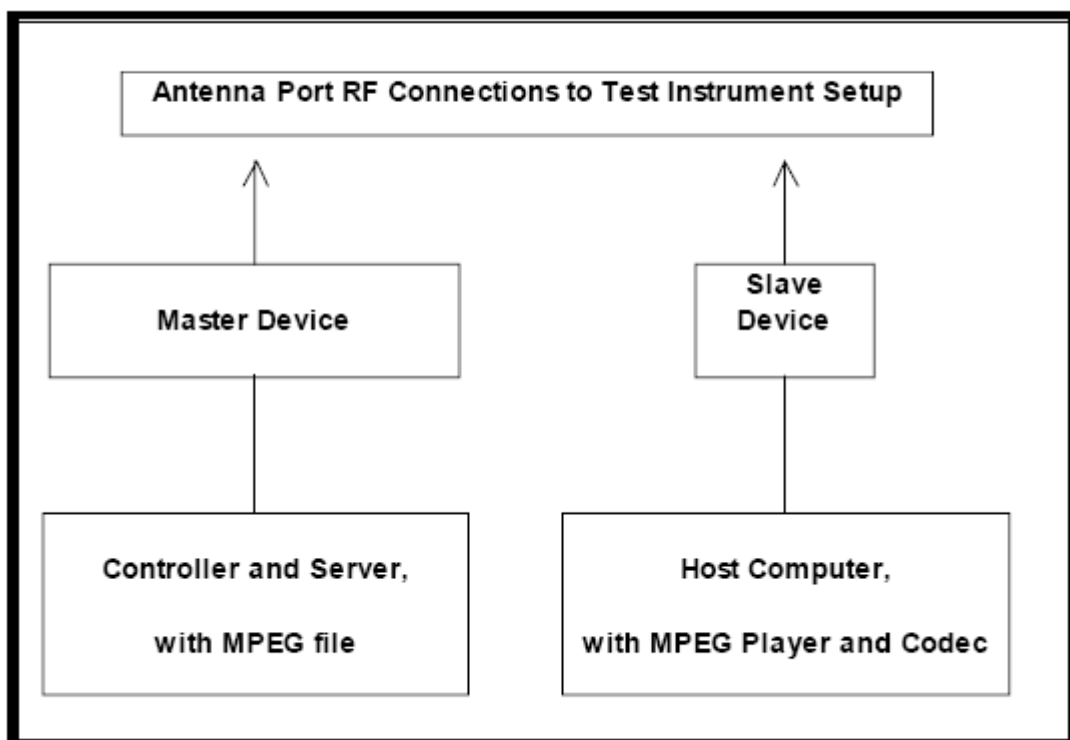 Antenna Port RF Connections to Test Instrument Setup
Master Device
Slave
Device
Controller and Server,
with MPEG file
Host Computer,
with MPEG Player and Codec